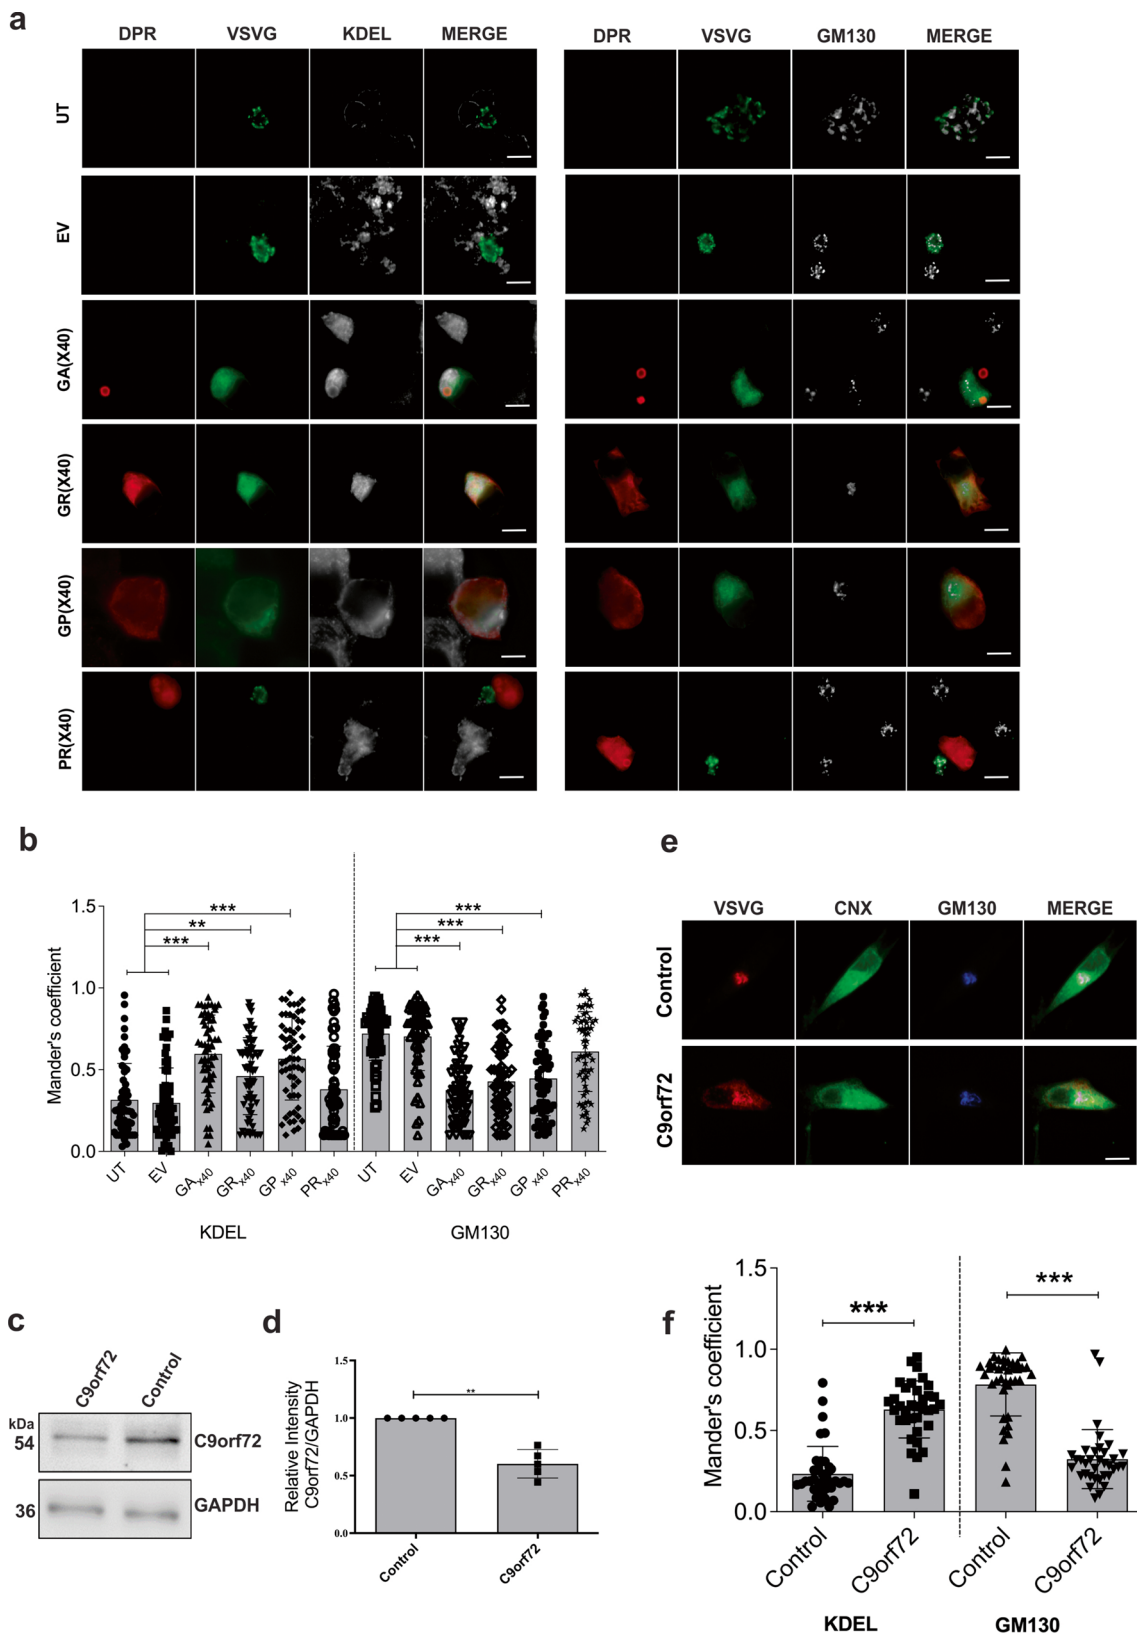 a
DPR VSVG KDEL MERGE DPR VSVG GM130 MERGE
UT
EV
GA(X40)
GR(X40)
GP(X40)
PR(X40)
b
Mander's coefficient
1.5
1.0
0.5
0.0
***
**
***
***
***
***
UT EV GAx40 GRx40 GPx40 PRx40 UT EV GAx40 GRx40 GPx40 PRx40
KDEL GM130
e
VSVG CNX GM130 MERGE
Control
C9orf72
c
C9orf72 Control
kDa
54 C9orf72
36 GAPDH
d
Relative Intensity
C9orf72/GAPDH
1.5
1.0
0.5
0.0
**
Control C9orf72
f
Mander's coefficient
1.5
1.0
0.5
0.0
***
***
Control C9orf72 Control C9orf72
KDEL GM130